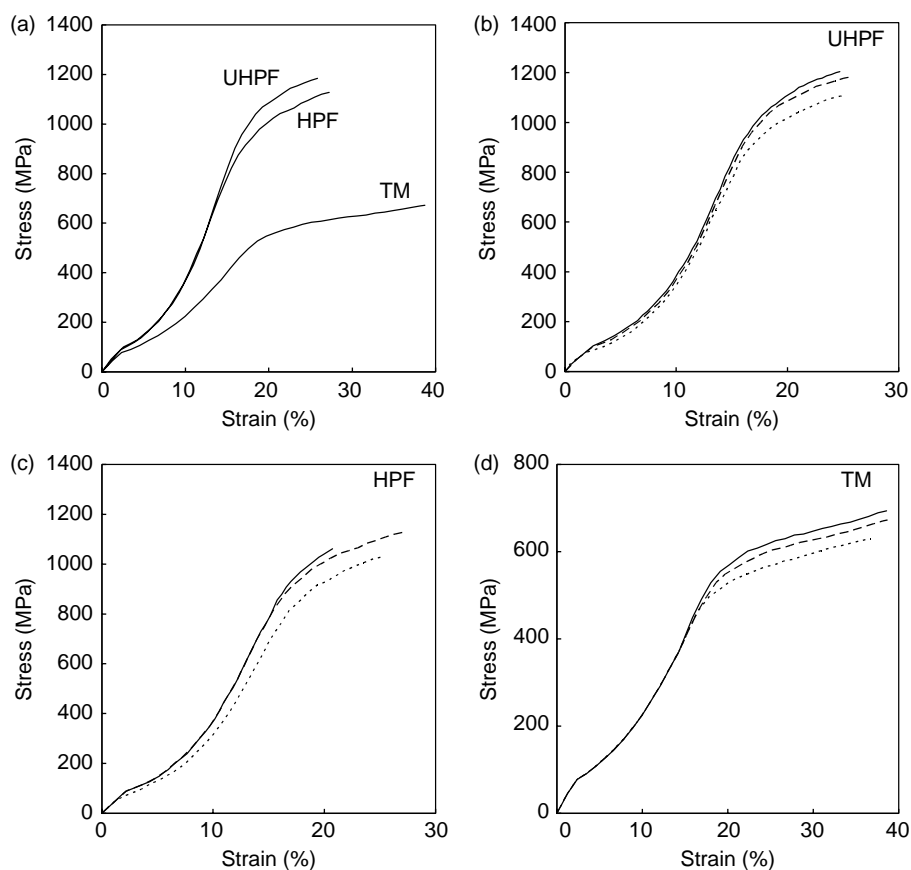 (a)
1400
1200
1000
800
600
400
200
0
Stress (MPa)
UHPF
HPF
TM
0 10 20 30 40
Strain (%)
(b)
1400
1200
1000
800
600
400
200
0
Stress (MPa)
UHPF
0 10 20 30
Strain (%)
(c)
1400
1200
1000
800
600
400
200
0
Stress (MPa)
HPF
0 10 20 30
Strain (%)
(d)
800
600
400
200
0
Stress (MPa)
TM
0 10 20 30 40
Strain (%)